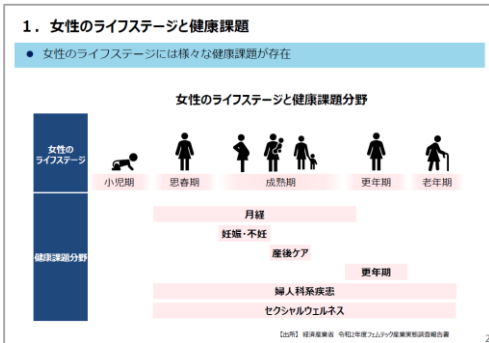 1. 女性のライフステージと健康課題
● 女性のライフステージには様々な健康課題が存在
女性のライフステージと健康課題分野
女性の
ライフステージ
小児期 思春期 成熟期 更年期 老年期
健康課題分野
月経
妊娠・不妊
産後ケア
更年期
婦人科系疾患
セクシャルウェルネス
【出所】 経済産業省 令和2年度フェムテック産業実態調査報告書
2